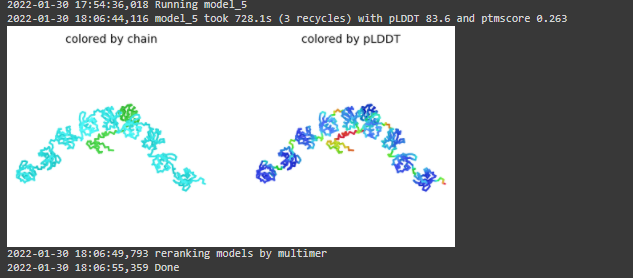 2022-01-30 17:54:36,018 Running model_5
2022-01-30 18:06:44,116 model_5 took 728.1s (3 recycles) with pLDDT 83.6 and ptmscore 0.263
colored by chain
colored by pLDDT
2022-01-30 18:06:49,793 reranking models by multimer
2022-01-30 18:06:55,359 Done